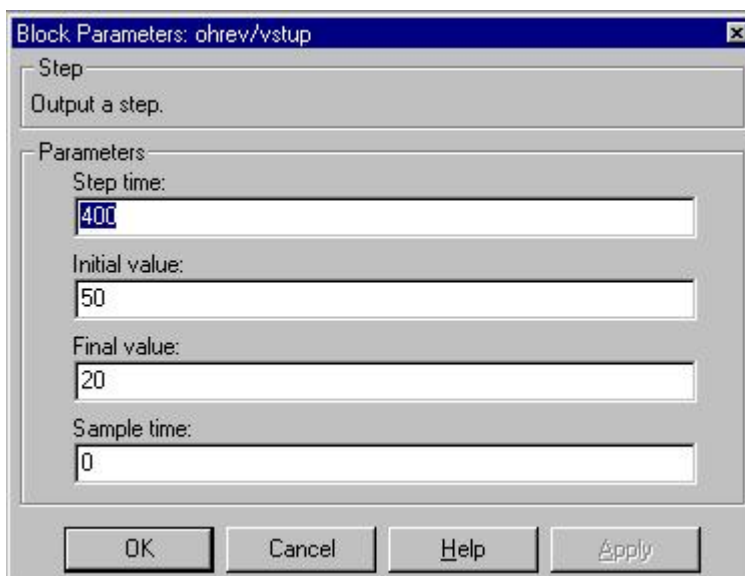 Block Parameters: ohrev/vstup
Step
Output a step.
Parameters
Step time:
400
Initial value:
50
Final value:
20
Sample time:
0
OK Cancel Help Apply